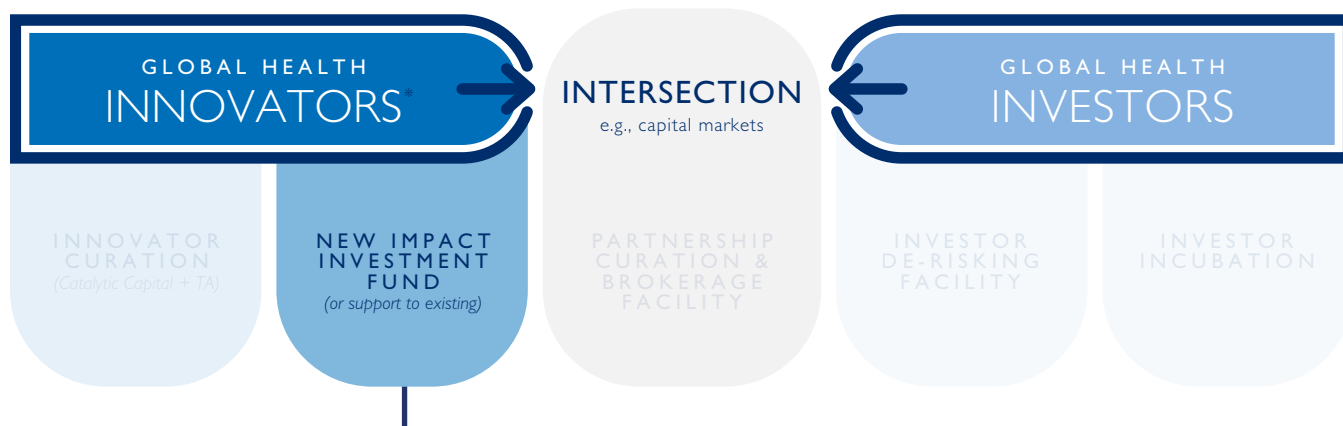 GLOBAL HEALTH
INNOVATORS*
INTERSECTION
e.g., capital markets
GLOBAL HEALTH
INVESTORS
INNOVATOR
CURATION
(Catalytic Capital + TA)
NEW IMPACT
INVESTMENT
FUND
(or support to existing)
PARTNERSHIP
CURATION &
BROKERAGE
FACILITY
INVESTOR
DE-RISKING
FACILITY
INVESTOR
INCUBATION